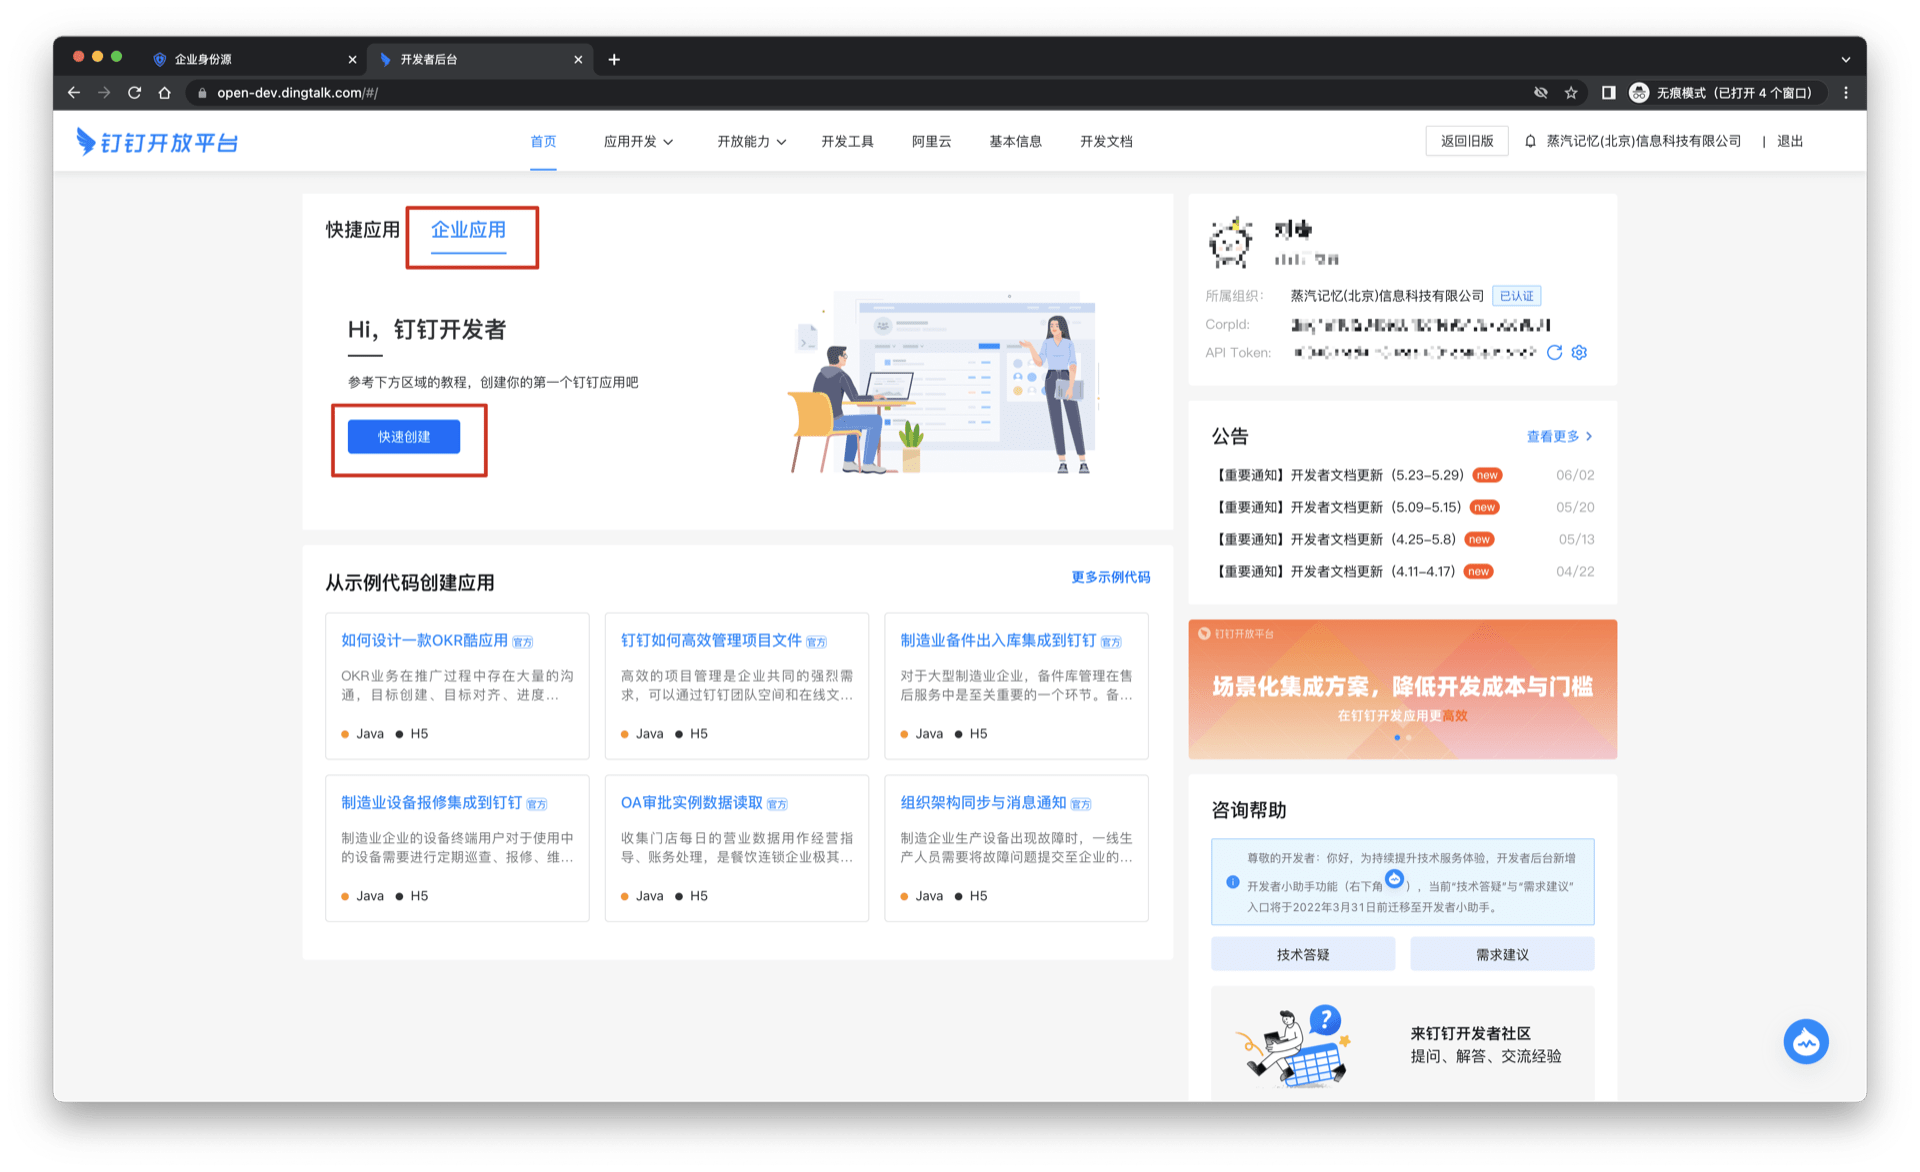 企业身份源
开发者后台
open-dev.dingtalk.com/#/
无痕模式（已打开 4 个窗口）
钉钉开放平台
首页
应用开发
开放能力
开发工具
阿里云
基本信息
开发文档
返回旧版
蒸汽记忆(北京)信息科技有限公司
|
退出
快捷应用
企业应用
Hi，钉钉开发者
参考下方区域的教程，创建你的第一个钉钉应用吧
快速创建
从示例代码创建应用
更多示例代码
如何设计一款OKR酷应用 官方
OKR业务在推广过程中存在大量的沟
通，目标创建、目标对齐、进度...
Java H5
钉钉如何高效管理项目文件 官方
高效的项目管理是企业共同的强烈需
求，可以通过钉钉团队空间和在线文...
Java H5
制造业备件出入库集成到钉钉 官方
对于大型制造业企业，备件库管理在售
后服务中是至关重要的一个环节。备...
Java H5
制造业设备报修集成到钉钉 官方
制造业企业的设备终端用户对于使用中
的设备需要进行定期巡查、报修、维...
Java H5
OA审批实例数据读取 官方
收集门店每日的营业数据用作经营指
导、账务处理，是餐饮连锁企业极其...
Java H5
组织架构同步与消息通知 官方
制造企业生产设备出现故障时，一线生
产人员需要将故障问题提交至企业的...
Java H5
所属组织： 蒸汽记忆(北京)信息科技有限公司 已认证
CorpId:
API Token:
公告
查看更多
【重要通知】开发者文档更新（5.23-5.29） new 06/02
【重要通知】开发者文档更新（5.09-5.15） new 05/20
【重要通知】开发者文档更新（4.25-5.8） new 05/13
【重要通知】开发者文档更新（4.11-4.17） new 04/22
钉钉开放平台
场景化集成方案，降低开发成本与门槛
在钉钉开发应用更高效
咨询帮助
尊敬的开发者：你好，为持续提升技术服务体验，开发者后台新增
开发者小助手功能（右下角 ），当前“技术答疑”与“需求建议”
入口将于2022年3月31日前迁移至开发者小助手。
技术答疑
需求建议
?
来钉钉开发者社区
提问、解答、交流经验